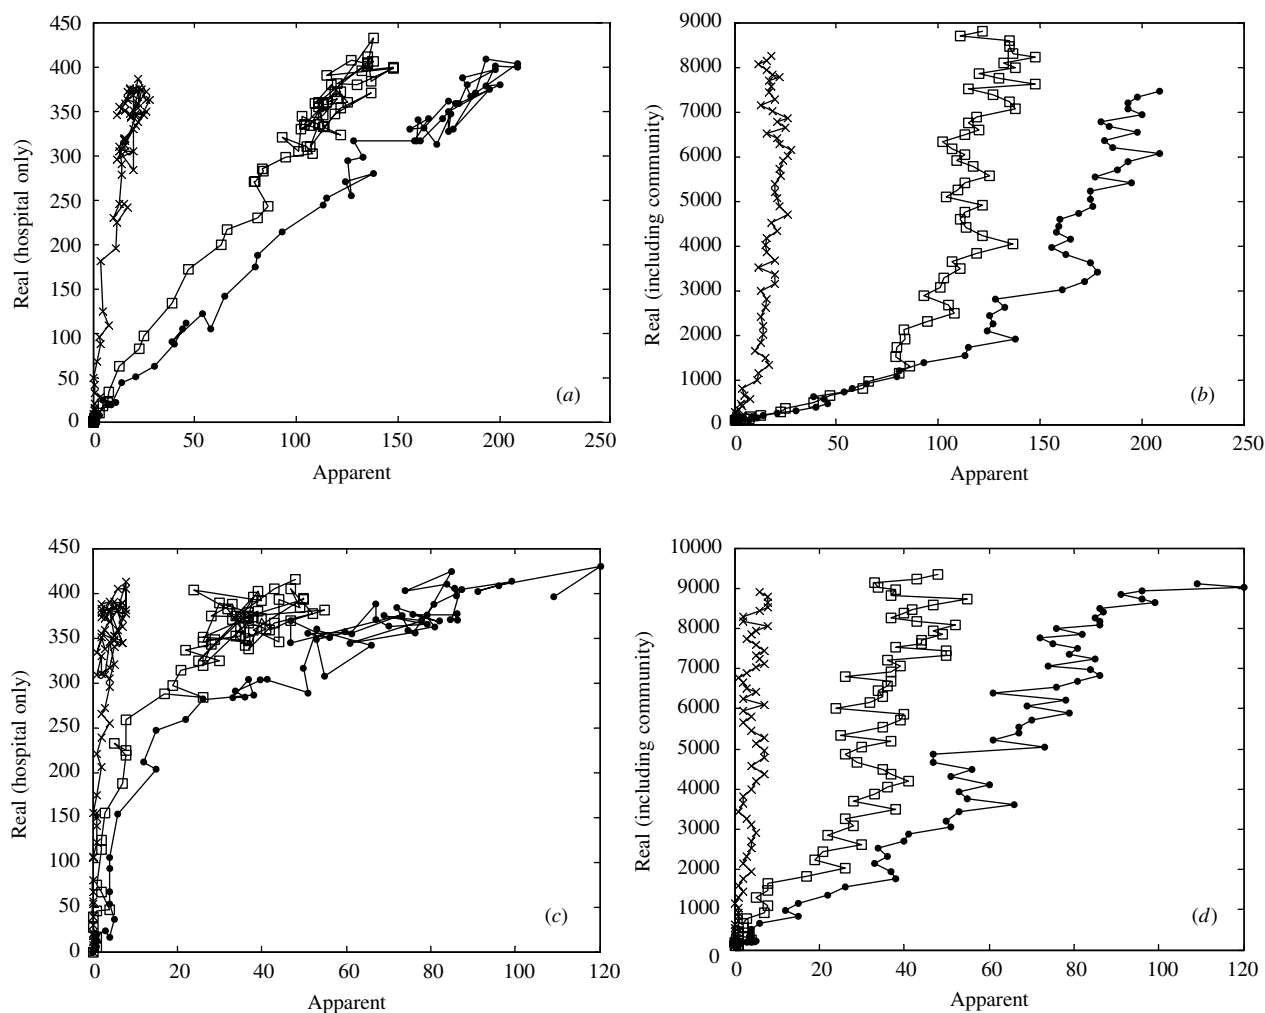 450
400
350
300
250
200
150
100
50
0
Real (hospital only)
(a)
0 50 100 150 200 250
Apparent
9000
8000
7000
6000
5000
4000
3000
2000
1000
0
Real (including community)
(b)
0 50 100 150 200 250
Apparent
450
400
350
300
250
200
150
100
50
0
Real (hospital only)
(c)
0 20 40 60 80 100 120
Apparent
10000
9000
8000
7000
6000
5000
4000
3000
2000
1000
0
Real (including community)
(d)
0 20 40 60 80 100 120
Apparent